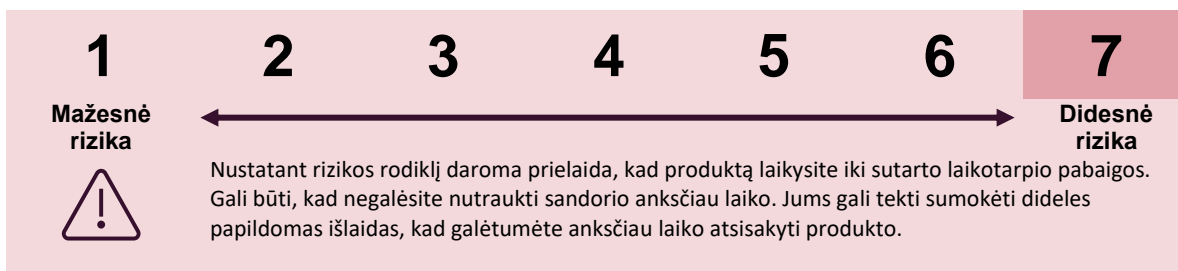 1 2 3 4 5 6 7
Mažesnė rizika
Didesnė rizika
Nustatant rizikos rodiklį daroma prielaida, kad produktą laikysite iki sutarto laikotarpio pabaigos.
Gali būti, kad negalėsite nutraukti sandorio anksčiau laiko. Jums gali tekti sumokėti dideles
papildomas išlaidas, kad galėtumėte anksčiau laiko atsisakyti produkto.